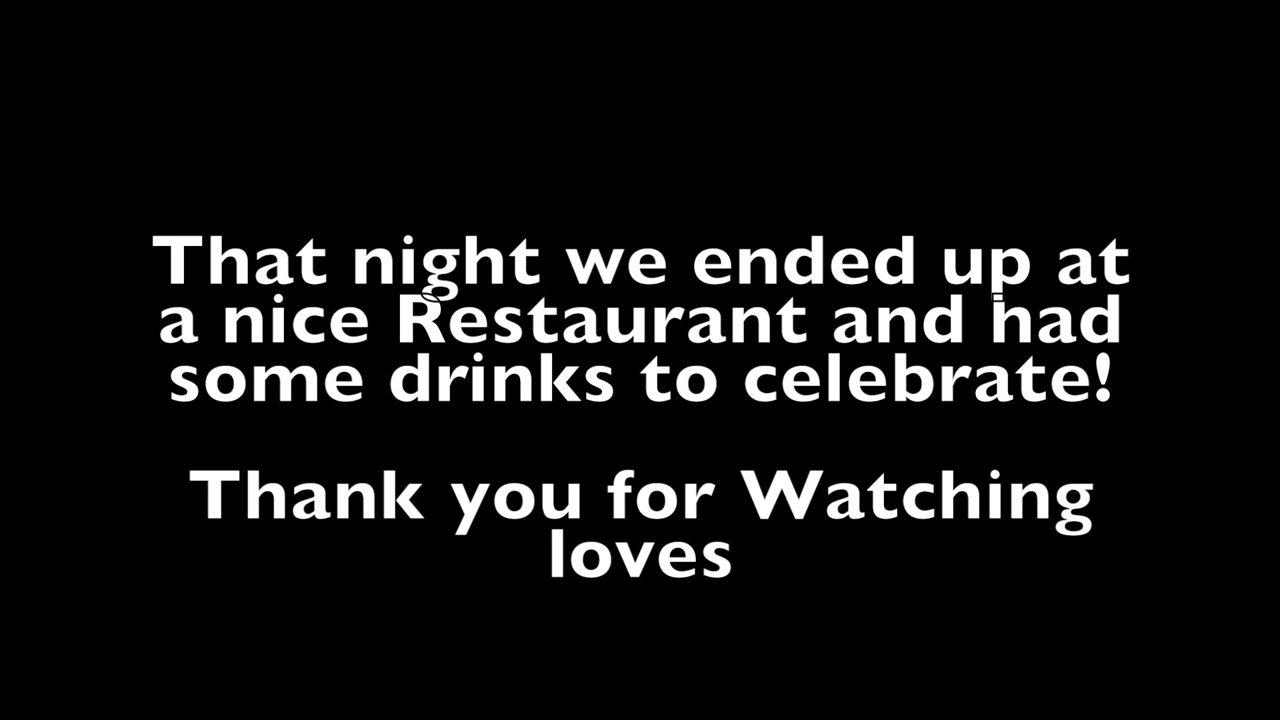 That night we ended up at
a nice Restaurant and had
some drinks to celebrate!
Thank you for Watching
loves